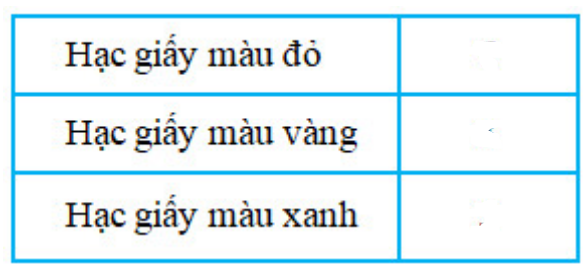 Hạc giấy màu đỏ
Hạc giấy màu vàng
Hạc giấy màu xanh